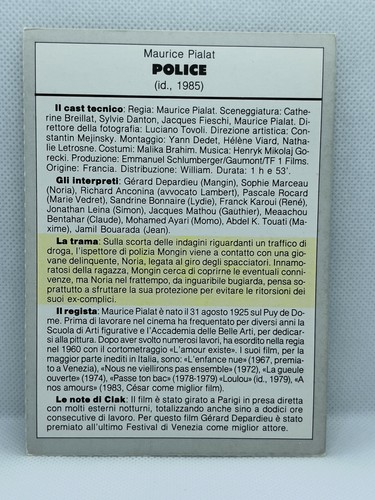 Maurice Pialat
POLICE
(id., 1985)
Il cast tecnico: Regia: Maurice Pialat. Sceneggiatura: Cathe-
rine Breillat, Sylvie Danton, Jacques Fieschi, Maurice Pialat. Di-
rettore della fotografia: Luciano Tovoli. Direzione artistica: Con-
stantin Mejinsky. Montaggio: Yann Dedet, Hélène Viard, Natha-
lie Letrosne. Costumi: Malika Brahim. Musica: Henryk Mikolaj Go-
recki. Produzione: Emmanuel Schlumberger/Gaumont/TF 1 Films.
Origine: Francia. Distribuzione: William. Durata: 1 h e 53'.
Gli interpreti: Gérard Depardieu (Mangin), Sophie Marceau
(Noria), Richard Anconina (avvocato Lambert), Pascale Rocard
(Marie Vedret), Sandrine Bonnaire (Lydie), Franck Karoui (René),
Jonathan Leina (Simon), Jacques Mathou (Gauthier), Meaachou
Bentahar (Claude), Mohamed Ayari (Momo), Abdel K. Touati (Ma-
xime), Jamil Bouarada (Jean).
La trama: Sulla scorta delle indagini riguardanti un traffico di
droga, l'ispettore di polizia Mongin viene a contatto con una gio-
vane delinquente, Noria, legata al giro degli spacciatori. Innamo-
ratosi della ragazza, Mongin cerca di coprirne le eventuali conni-
venze, ma Noria nel frattempo, da inguaribile bugiarda, pensa so-
prattutto a sfruttare la sua protezione per evitare le ritorsioni dei
suoi ex-complici.
Il regista: Maurice Pialat è nato il 31 agosto 1925 sul Puy de Do-
me. Prima di lavorare nel cinema ha frequentato per diversi anni la
Scuola di Arti figurative e l'Accademia delle Belle Arti, per dedicar-
si alla pittura. Dopo aver svolto numerosi lavori, ha esordito nella regia
nel 1960 con il cortometraggio «L'amour existe». I suoi film, per la
maggior parte inediti in Italia, sono: «L'enfance nue» (1967, premia-
to a Venezia), «Nous ne vieillirons pas ensemble» (1972), «La gueule
ouverte» (1974), «Passe ton bac» (1978-1979) «Loulou» (id., 1979), «A
nos amours» (1983, César come miglior film).
Le note di Ciak: Il film è stato girato a Parigi in presa diretta
con molti esterni notturni, totalizzando anche sino a dodici ore
consecutive di lavoro. Per questo film Gérard Depardieu è stato
premiato all'ultimo Festival di Venezia come miglior attore.